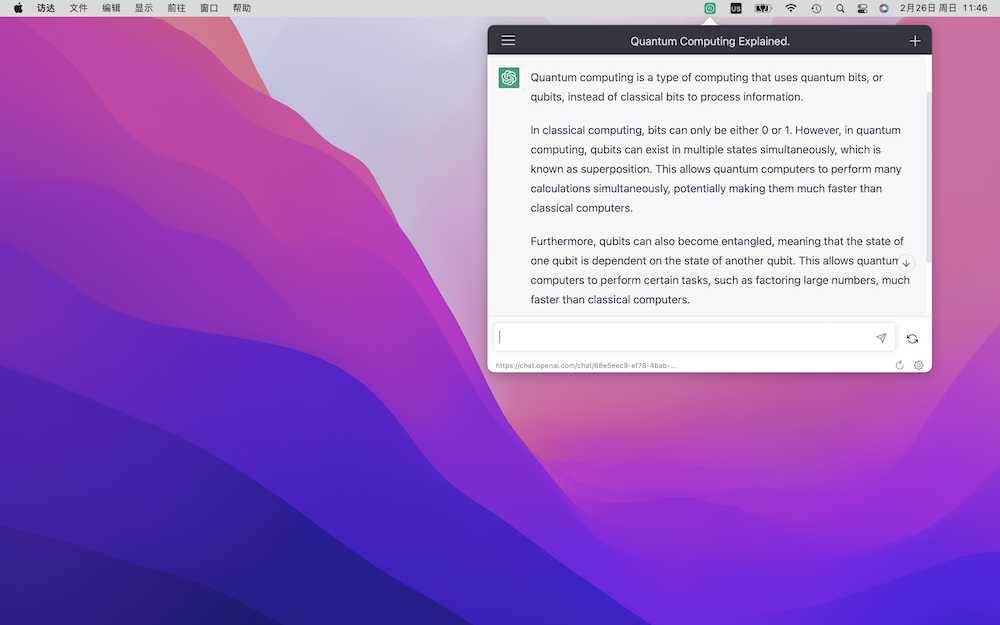 访达 文件 编辑 显示 前往 窗口 帮助 US 2月26日 周日 11:46
Quantum Computing Explained.
Quantum computing is a type of computing that uses quantum bits, or
qubits, instead of classical bits to process information.
In classical computing, bits can only be either 0 or 1. However, in quantum
computing, qubits can exist in multiple states simultaneously, which is
known as superposition. This allows quantum computers to perform many
calculations simultaneously, potentially making them much faster than
classical computers.
Furthermore, qubits can also become entangled, meaning that the state of
one qubit is dependent on the state of another qubit. This allows quantum
computers to perform certain tasks, such as factoring large numbers, much
faster than classical computers.
https://chat.openai.com/chat/68e5eec9-ef78-4bab-...